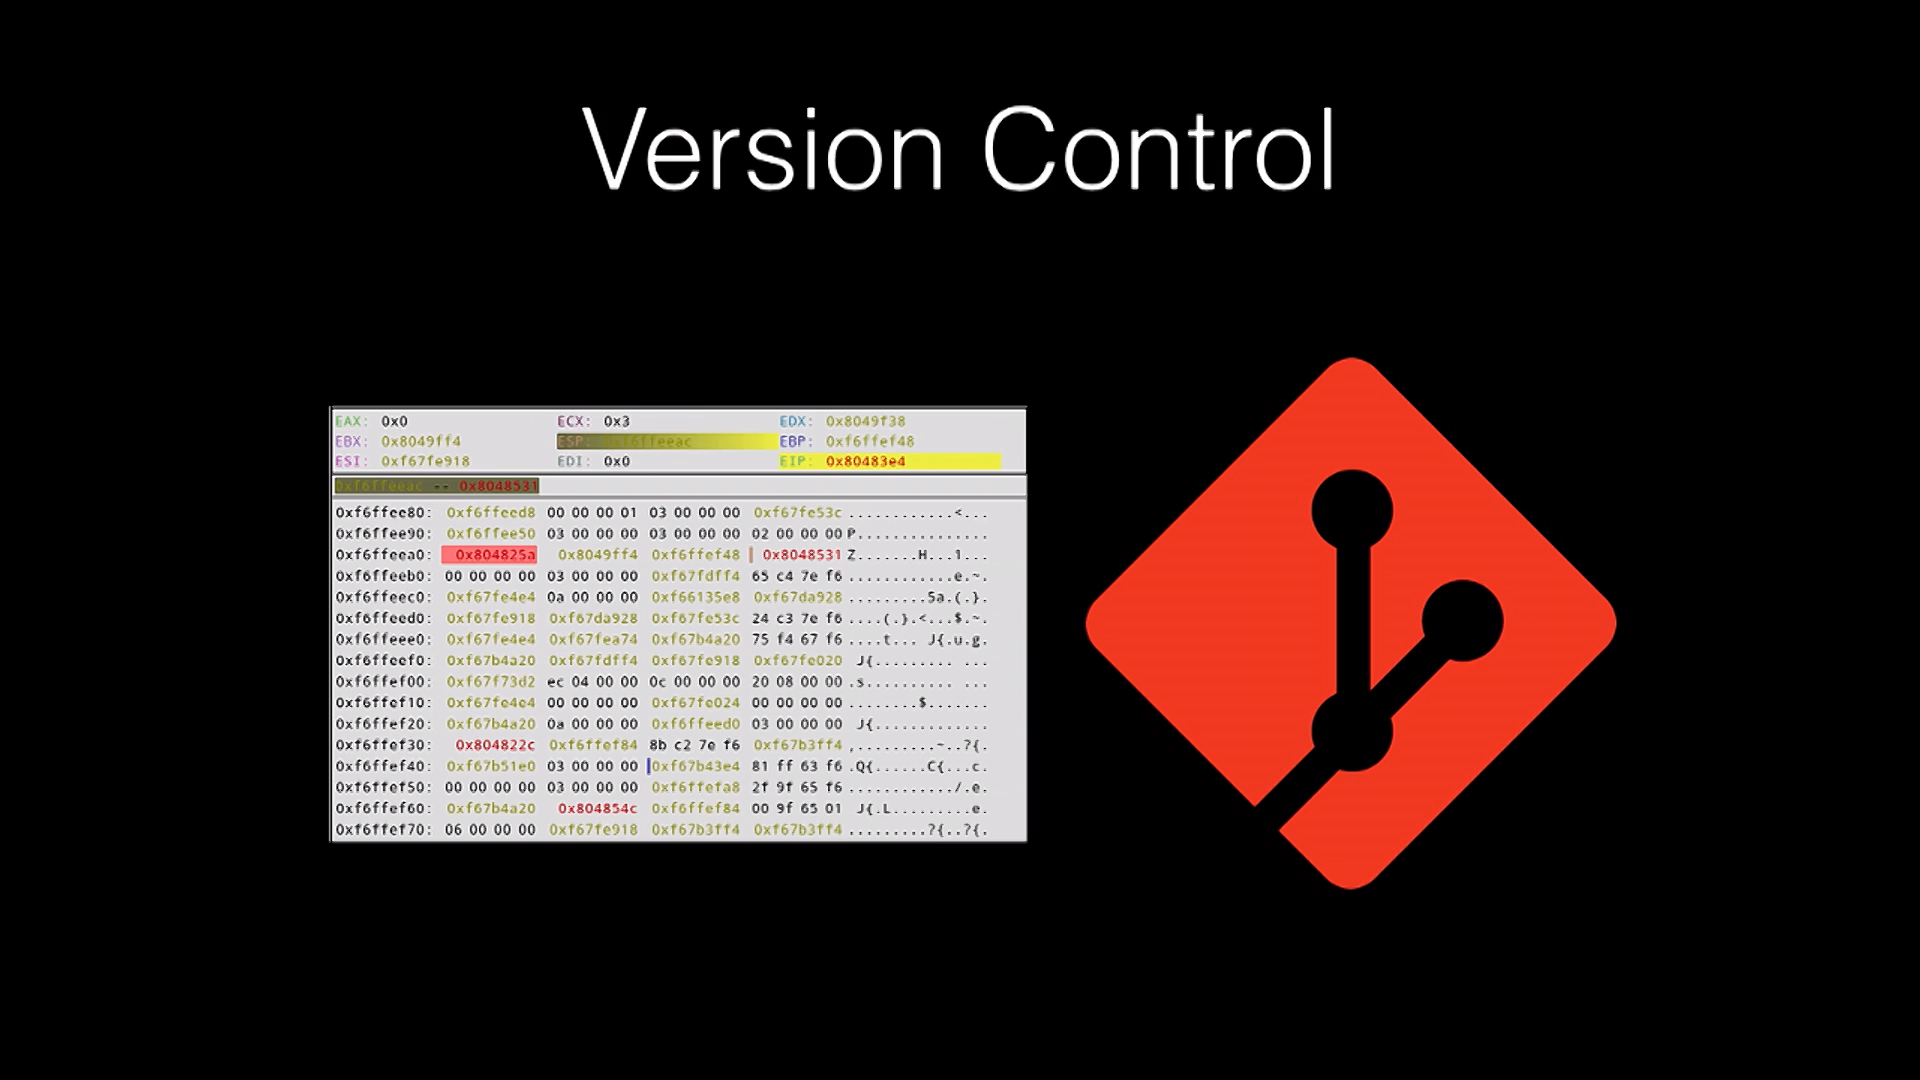 Version Control
EAX: 0x0 ECX: 0x3 EDX: 0x8049f38
EBX: 0x8049ff4 ESP: 0xf6ffeeac EBP: 0xf6ffef48
ESI: 0xf67fe918 EDI: 0x0 EIP: 0x80483e4
0xf6ffeeac -- 0x8048531
0xf6ffee80: 0xf6ffeed8 00 00 00 01 03 00 00 00 0xf67fe53c ............<...
0xf6ffee90: 0xf6ffee50 03 00 00 00 03 00 00 00 02 00 00 00 P...............
0xf6ffeea0: 0x804825a 0x8049ff4 0xf6ffef48 0x8048531 Z.......H...1...
0xf6ffeeb0: 00 00 00 00 03 00 00 00 0xf67fdff4 65 c4 7e f6 ............e.~.
0xf6ffeec0: 0xf67fe4e4 0a 00 00 00 0xf66135e8 0xf67da928 .........5a.(.}.
0xf6ffeed0: 0xf67fe918 0xf67da928 0xf67fe53c 24 c3 7e f6 ....(.}.<...$.~.
0xf6ffeee0: 0xf67fe4e4 0xf67fea74 0xf67b4a20 75 f4 67 f6 ....t... J{.u.g.
0xf6ffeef0: 0xf67b4a20 0xf67fdff4 0xf67fe918 0xf67fe020 J{......... ...
0xf6ffef00: 0xf67f73d2 ec 04 00 00 0c 00 00 00 20 08 00 00 .s.......... ...
0xf6ffef10: 0xf67fe4e4 00 00 00 00 0xf67fe024 00 00 00 00 ........$.......
0xf6ffef20: 0xf67b4a20 0a 00 00 00 0xf6ffeed0 03 00 00 00 J{.............
0xf6ffef30: 0x804822c 0xf6ffef84 8b c2 7e f6 0xf67b3ff4 ,.........~..?{.
0xf6ffef40: 0xf67b51e0 03 00 00 00 0xf67b43e4 81 ff 63 f6 .Q{......C{...c.
0xf6ffef50: 00 00 00 00 03 00 00 00 0xf6ffefa8 2f 9f 65 f6 ............/.e.
0xf6ffef60: 0xf67b4a20 0x804854c 0xf6ffef84 00 9f 65 01 J{.L.........e.
0xf6ffef70: 06 00 00 00 0xf67fe918 0xf67b3ff4 0xf67b3ff4 .........?{..?{.